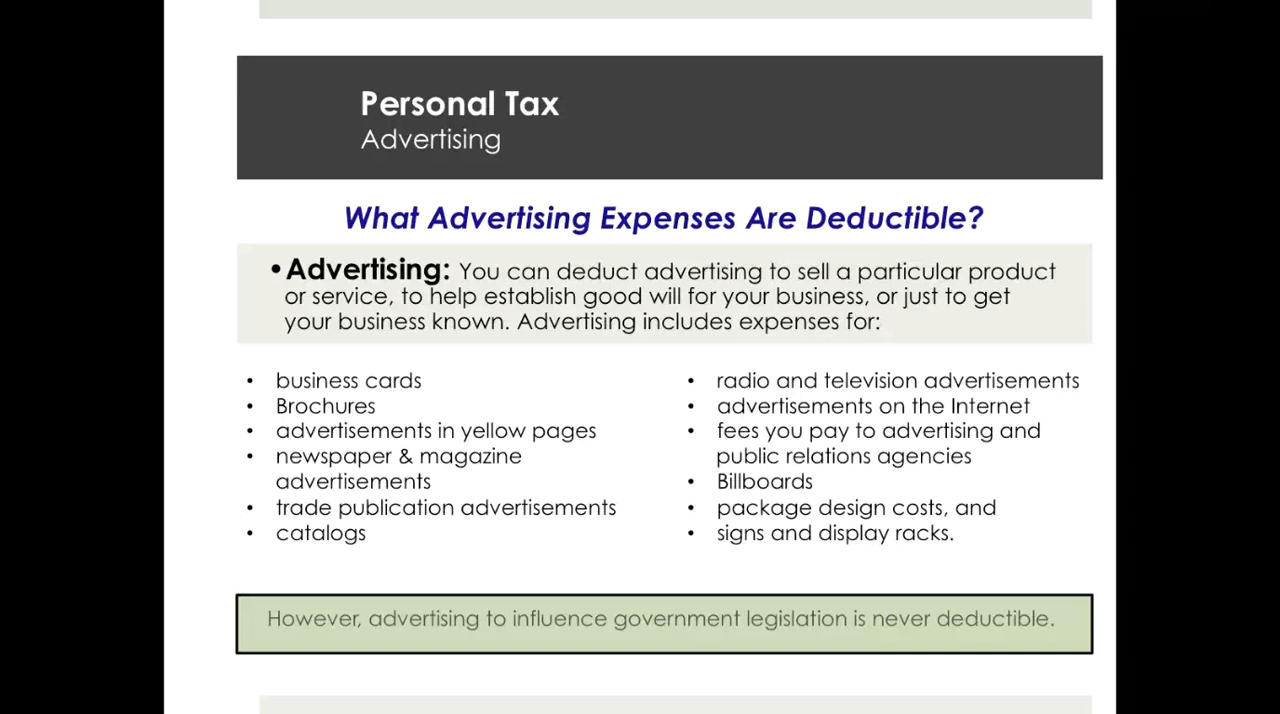 Personal Tax
Advertising
What Advertising Expenses Are Deductible?
•Advertising: You can deduct advertising to sell a particular product
or service, to help establish good will for your business, or just to get
your business known. Advertising includes expenses for:
• business cards
• Brochures
• advertisements in yellow pages
• newspaper & magazine
advertisements
• trade publication advertisements
• catalogs
• radio and television advertisements
• advertisements on the Internet
• fees you pay to advertising and
public relations agencies
• Billboards
• package design costs, and
• signs and display racks.
However, advertising to influence government legislation is never deductible.